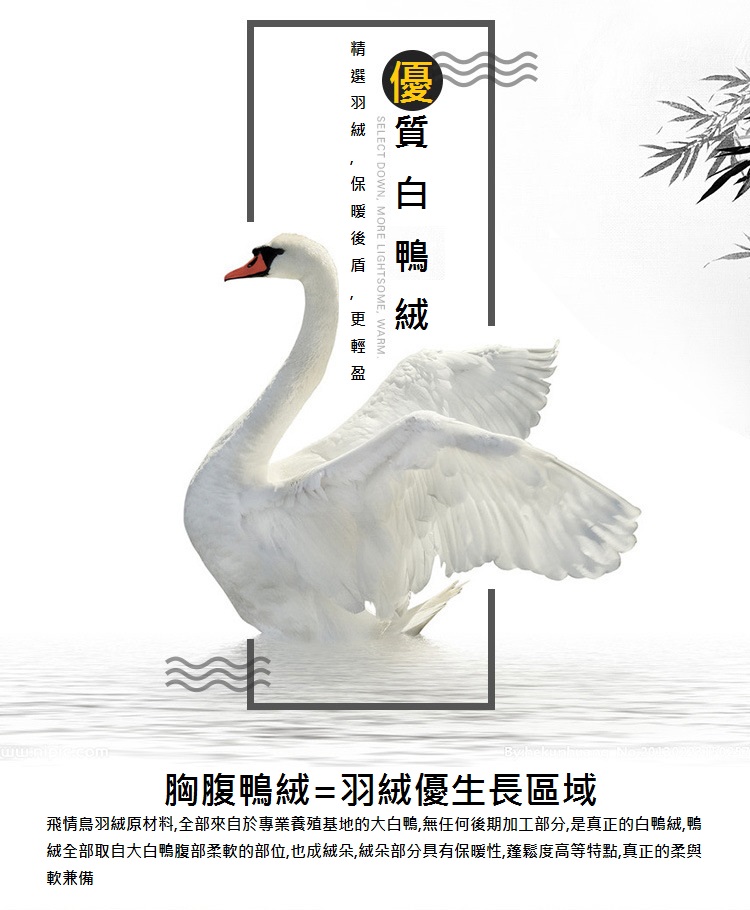 優質白鴨絨
SELECT DOWN, MORE LIGHTSOME, WARM.
精選羽絨,保暖後盾,更輕盈
胸腹鴨絨=羽絨優生長區域
飛情鳥羽絨原材料,全部來自於專業養殖基地的大白鴨,無任何後期加工部分,是真正的白鴨絨,鴨
絨全部取自大白鴨腹部柔軟的部位,也成絨朵,絨朵部分具有保暖性,蓬鬆度高等特點,真正的柔與
軟兼備